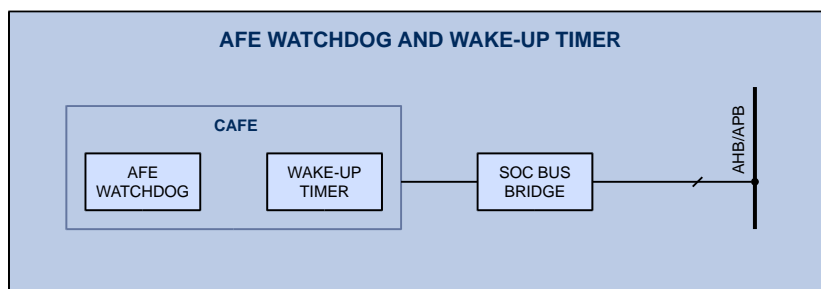 AFE WATCHDOG AND WAKE-UP TIMER
CAFE
AFE
WATCHDOG
WAKE-UP
TIMER
SOC BUS
BRIDGE
AHB/APB